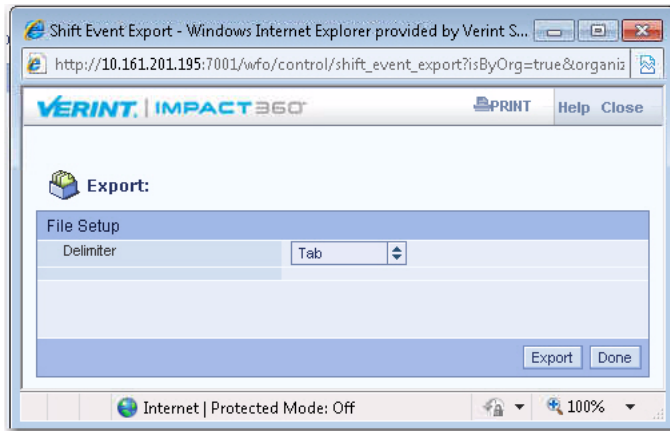 Shift Event Export - Windows Internet Explorer provided by Verint S...
http://10.161.201.195:7001/wfo/control/shift_event_export?isByOrg=true&organiz
VERINT. | IMPACT360° PRINT Help Close
Export:
File Setup
Delimiter Tab
Export Done
Internet | Protected Mode: Off 100%